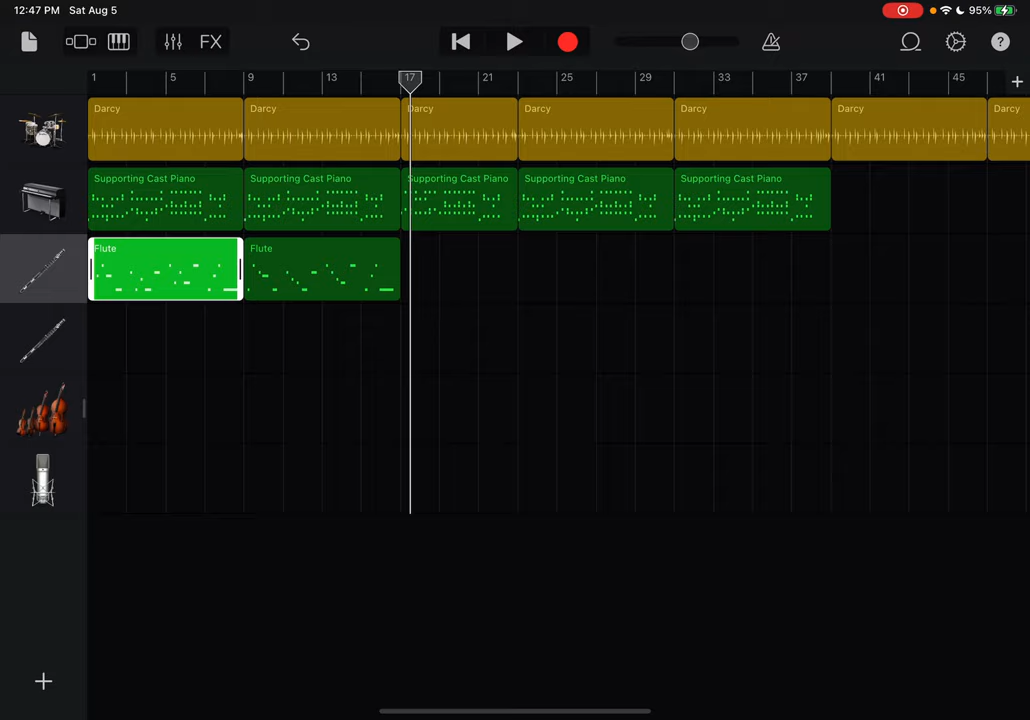 12:47 PM Sat Aug 5 95%
FX ?
1 5 9 13 17 21 25 29 33 37 41 45 +
Darcy Darcy Darcy Darcy Darcy Darcy Darcy
Supporting Cast Piano Supporting Cast Piano Supporting Cast Piano Supporting Cast Piano Supporting Cast Piano
Flute Flute
+